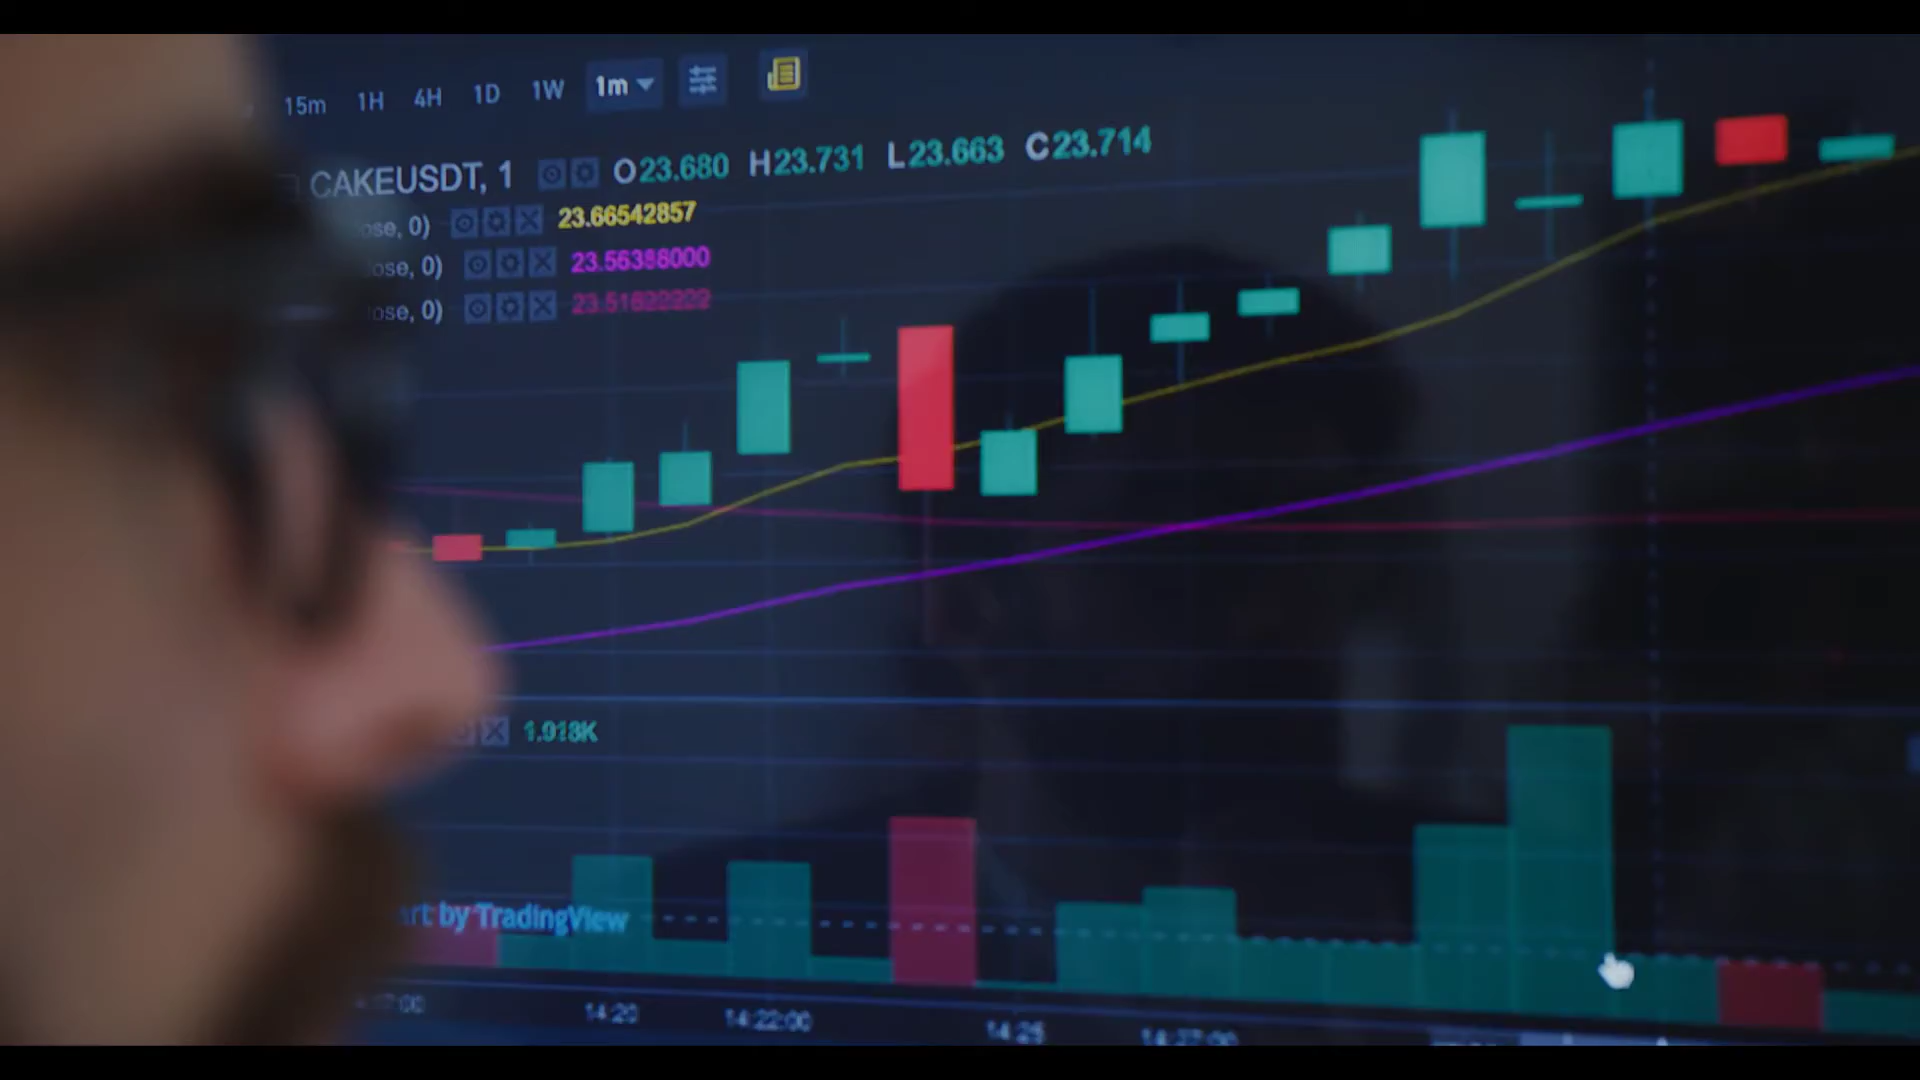 15m 1H 4H 1D 1W 1m
CAKEUSDT, 1 O23.680 H23.731 L23.663 C23.714
ose, 0) 23.66542857
ose, 0) 23.56388000
lose, 0) 23.51622222
1.918K
art by TradingView
14:20 14:22:00 14:25 14:27:00